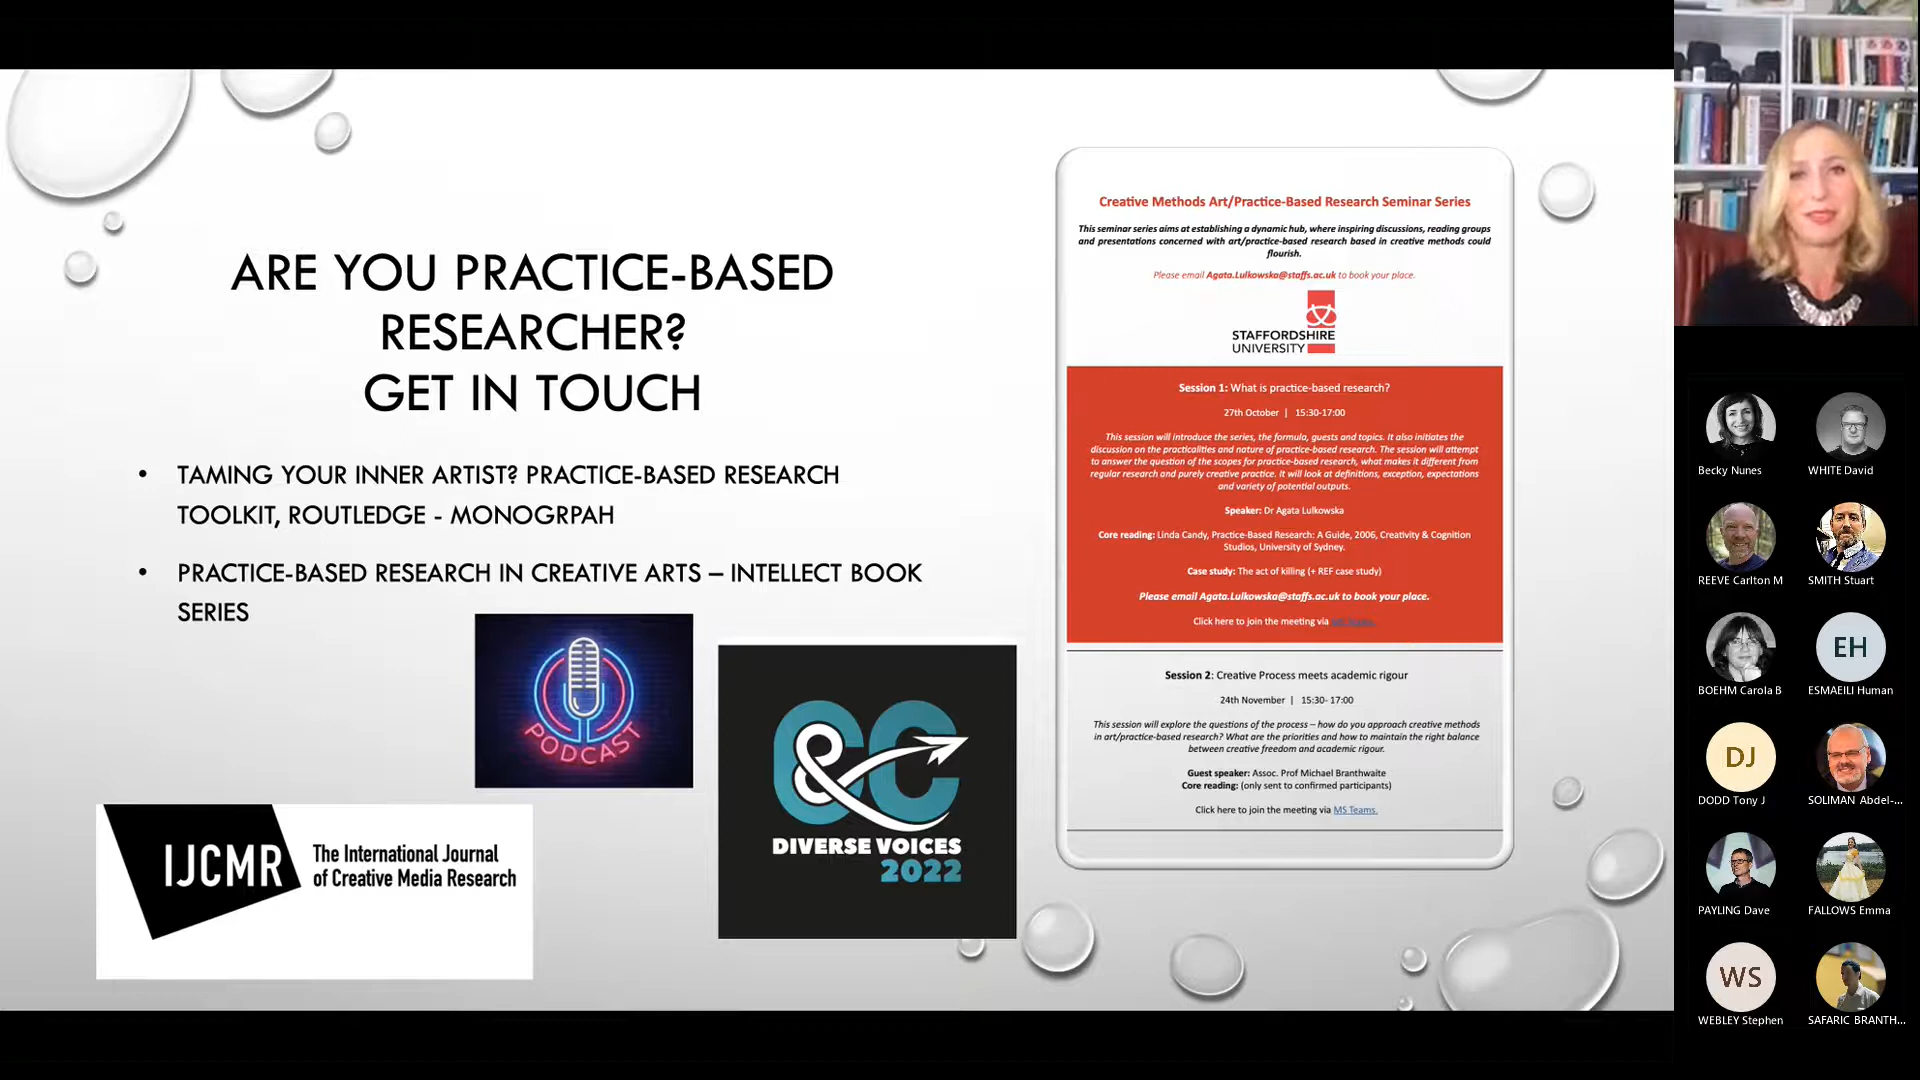 ARE YOU PRACTICE-BASED
RESEARCHER?
GET IN TOUCH
• TAMING YOUR INNER ARTIST? PRACTICE-BASED RESEARCH
TOOLKIT, ROUTLEDGE - MONOGRPAH
• PRACTICE-BASED RESEARCH IN CREATIVE ARTS – INTELLECT BOOK
SERIES
PODCAST
C&C
DIVERSE VOICES
2022
IJCMR
The International Journal
of Creative Media Research
Creative Methods Art/Practice-Based Research Seminar Series
This seminar series aims at establishing a dynamic hub, where inspiring discussions, reading groups
and presentations concerned with art/practice-based research based in creative methods could
flourish.
Please email Agata.Lulkowska@staffs.ac.uk to book your place.
STAFFORDSHIRE
UNIVERSITY
Session 1: What is practice-based research?
27th October | 15:30-17:00
This session will introduce the series, the formula, guests and topics. It also initiates the
discussion on the practicalities and nature of practice-based research. The session will attempt
to answer the question of the scopes for practice-based research, what makes it different from
regular research and purely creative practice. It will look at definitions, exception, expectations
and variety of potential outputs.
Speaker: Dr Agata Lulkowska
Core reading: Linda Candy, Practice-Based Research: A Guide, 2006, Creativity & Cognition
Studios, University of Sydney.
Case study: The act of killing (+ REF case study)
Please email Agata.Lulkowska@staffs.ac.uk to book your place.
Click here to join the meeting via MS Teams.
Session 2: Creative Process meets academic rigour
24th November | 15:30- 17:00
This session will explore the questions of the process – how do you approach creative methods
in art/practice-based research? What are the priorities and how to maintain the right balance
between creative freedom and academic rigour.
Guest speaker: Assoc. Prof Michael Branthwaite
Core reading: (only sent to confirmed participants)
Click here to join the meeting via MS Teams.
Becky Nunes
WHITE David
REEVE Carlton M
SMITH Stuart
BOEHM Carola B
EH
ESMAEILI Human
DJ
DODD Tony J
SOLIMAN Abdel-...
PAYLING Dave
FALLOWS Emma
WS
WEBLEY Stephen
SAFARIC BRANTH...